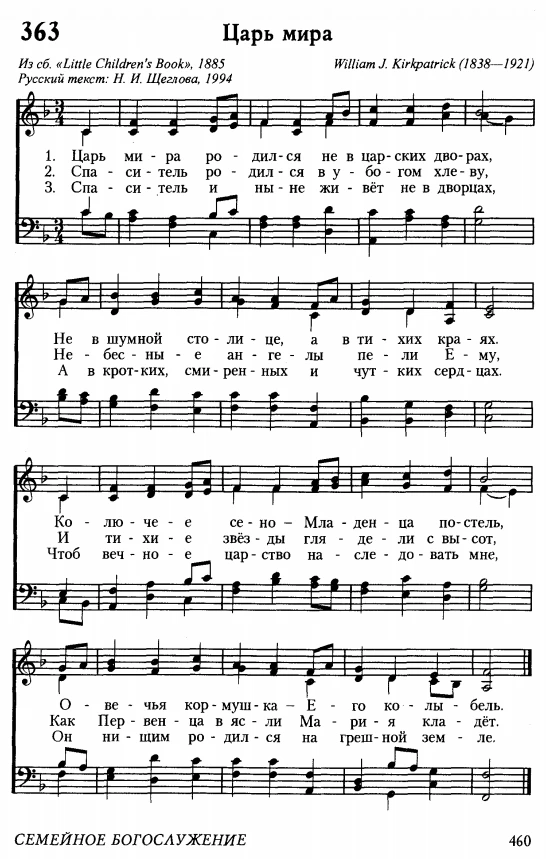 363
Царь мира
Из сб. «Little Children's Book», 1885
William J. Kirkpatrick (1838—1921)
Русский текст: Н. И. Щеглова, 1994
1. Царь ми - ра ро - дил-ся не в цар-ских дво-рах,
2. Спа - си - тель ро - дил-ся в у - бо - гом хле-ву,
3. Спа - си - тель и ны - не жи - вёт не в дворцах,
Не в шумной сто - ли - це, а в ти - хих кра - ях.
Не - бес - ны - е ан - ге - лы пе - ли Е - му,
А в крот-ких, сми-рен-ных и чут - ких серд-цах.
Ко - лю - че - е се-но – Мла-ден-ца по-стель,
И ти - хи - е звёз-ды гля - де - ли с вы-сот,
Чтоб веч-но-е цар-ство на-сле-до-вать мне,
О - ве-чья кор-муш-ка – Е - го ко-лы-бель.
Как Пер-вен-ца в яс-ли Ма-ри-я кла-дёт.
Он ни-щим ро-дил-ся на греш-ной зем-ле.
СЕМЕЙНОЕ БОГОСЛУЖЕНИЕ
460